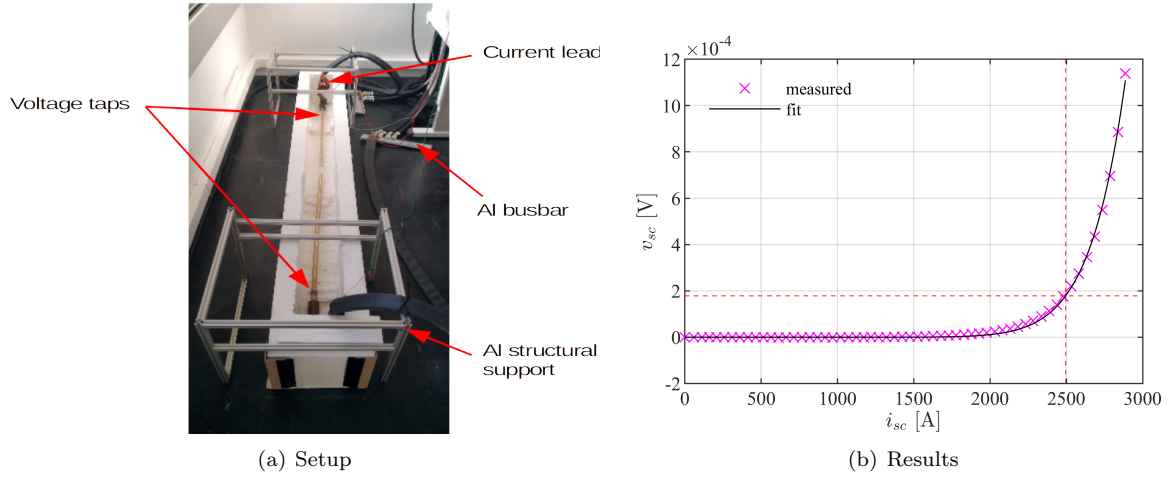 Current lead
Voltage taps
Al busbar
Al structural
support
(a) Setup
×10⁻⁴
12
10
8
6
4
2
0
-2
v_sc [V]
measured
fit
0 500 1000 1500 2000 2500 3000
i_sc [A]
(b) Results